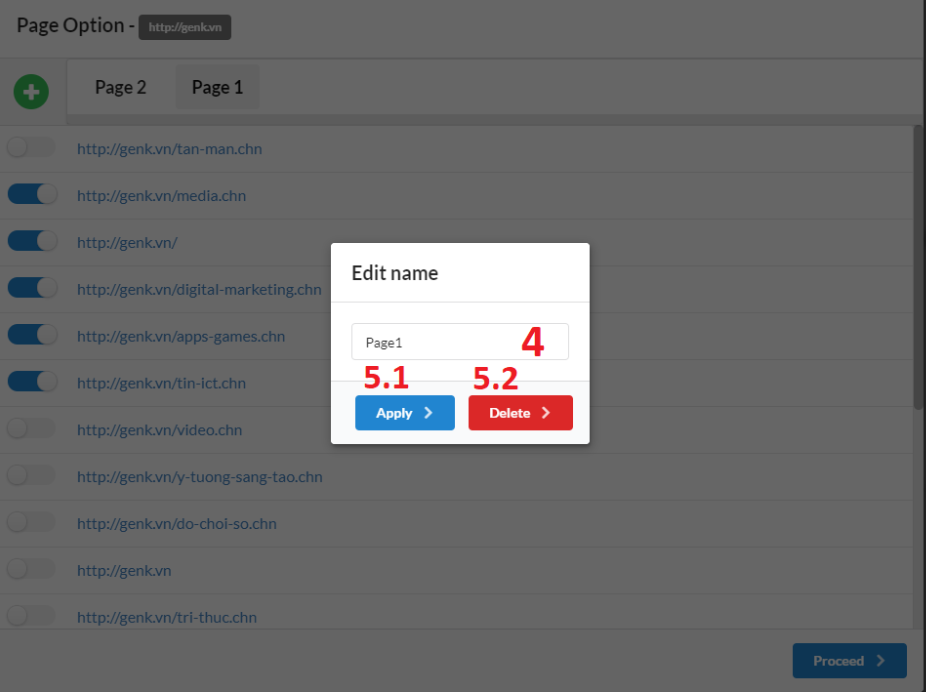 Page Option - http://genk.vn
Page 2 Page 1
http://genk.vn/tan-man.chn
http://genk.vn/media.chn
http://genk.vn/
http://genk.vn/digital-marketing.chn
http://genk.vn/apps-games.chn
http://genk.vn/tin-ict.chn
http://genk.vn/video.chn
http://genk.vn/y-tuong-sang-tao.chn
http://genk.vn/do-choi-so.chn
http://genk.vn
http://genk.vn/tri-thuc.chn
Edit name
Page1 4
5.1 5.2
Apply Delete
Proceed